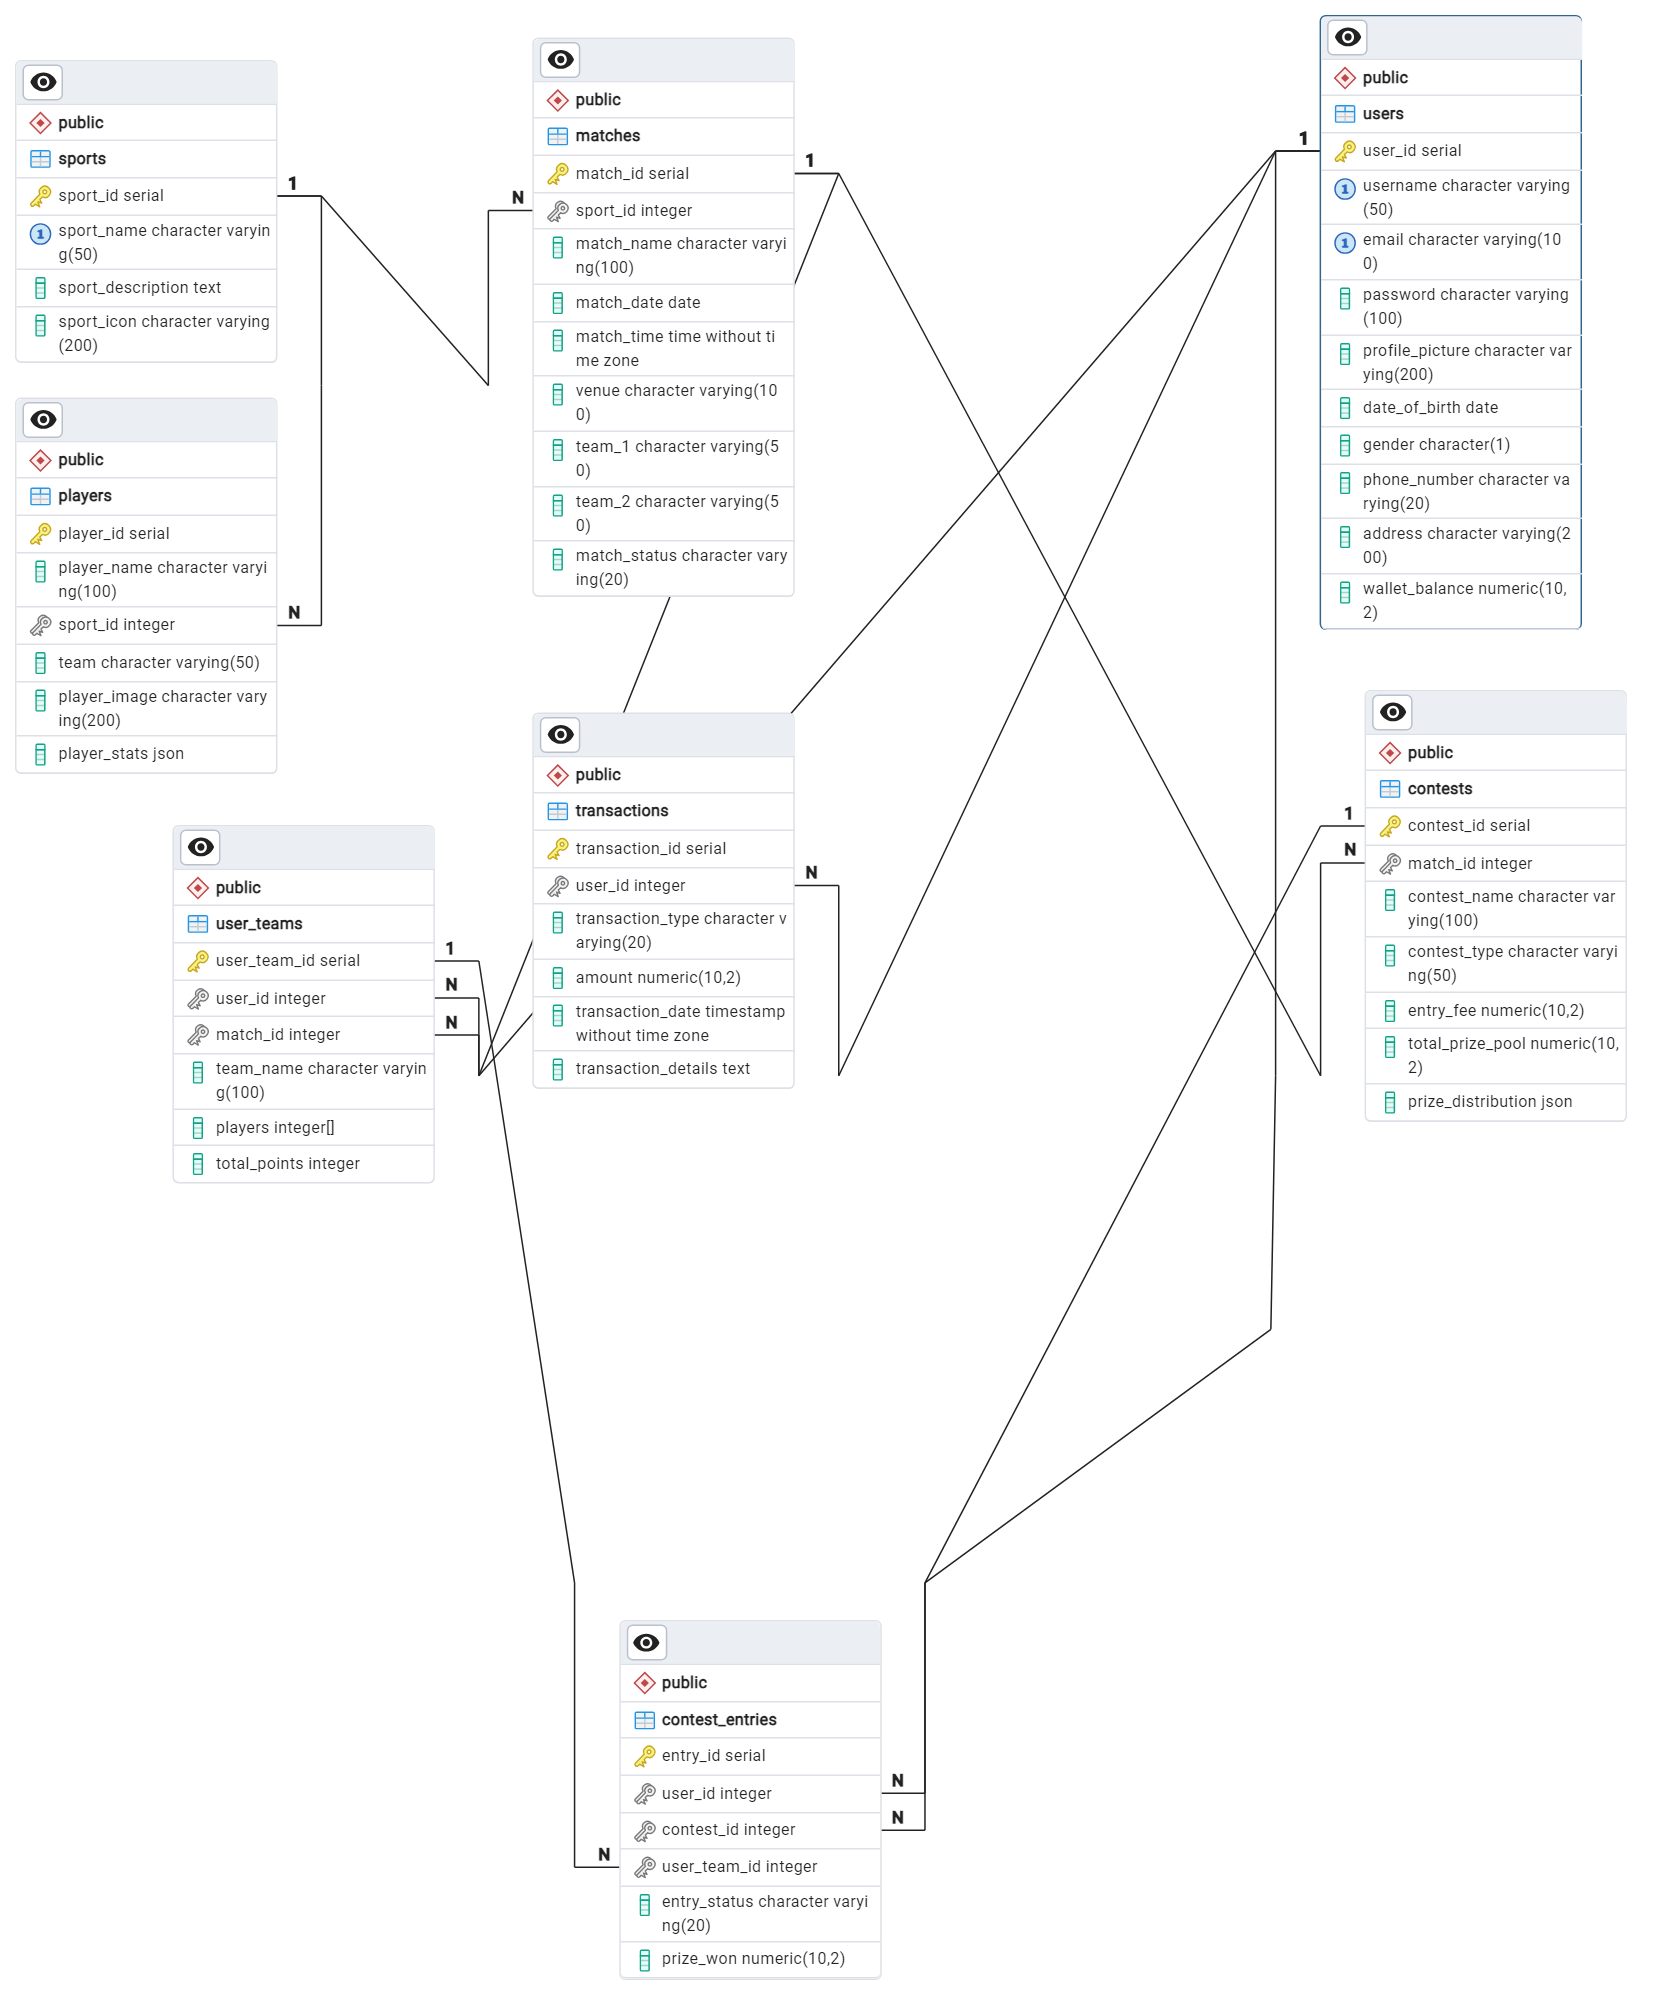 public
sports
sport_id serial
sport_name character varyin
g(50)
sport_description text
sport_icon character varying
(200)
1
public
players
player_id serial
player_name character varyi
ng(100)
sport_id integer
team character varying(50)
player_image character vary
ing(200)
player_stats json
N
public
matches
match_id serial
sport_id integer
match_name character varyi
ng(100)
match_date date
match_time time without ti
me zone
venue character varying(10
0)
team_1 character varying(5
0)
team_2 character varying(5
0)
match_status character vary
ing(20)
N
1
public
users
user_id serial
username character varying
(50)
email character varying(10
0)
password character varying
(100)
profile_picture character var
ying(200)
date_of_birth date
gender character(1)
phone_number character va
rying(20)
address character varying(2
00)
wallet_balance numeric(10,
2)
1
public
transactions
transaction_id serial
user_id integer
transaction_type character v
arying(20)
amount numeric(10,2)
transaction_date timestamp
without time zone
transaction_details text
N
public
contests
contest_id serial
match_id integer
contest_name character var
ying(100)
contest_type character varyi
ng(50)
entry_fee numeric(10,2)
total_prize_pool numeric(10,
2)
prize_distribution json
1
N
public
user_teams
user_team_id serial
user_id integer
match_id integer
team_name character varyin
g(100)
players integer[]
total_points integer
1
N
N
public
contest_entries
entry_id serial
user_id integer
contest_id integer
user_team_id integer
entry_status character varyi
ng(20)
prize_won numeric(10,2)
N
N
N